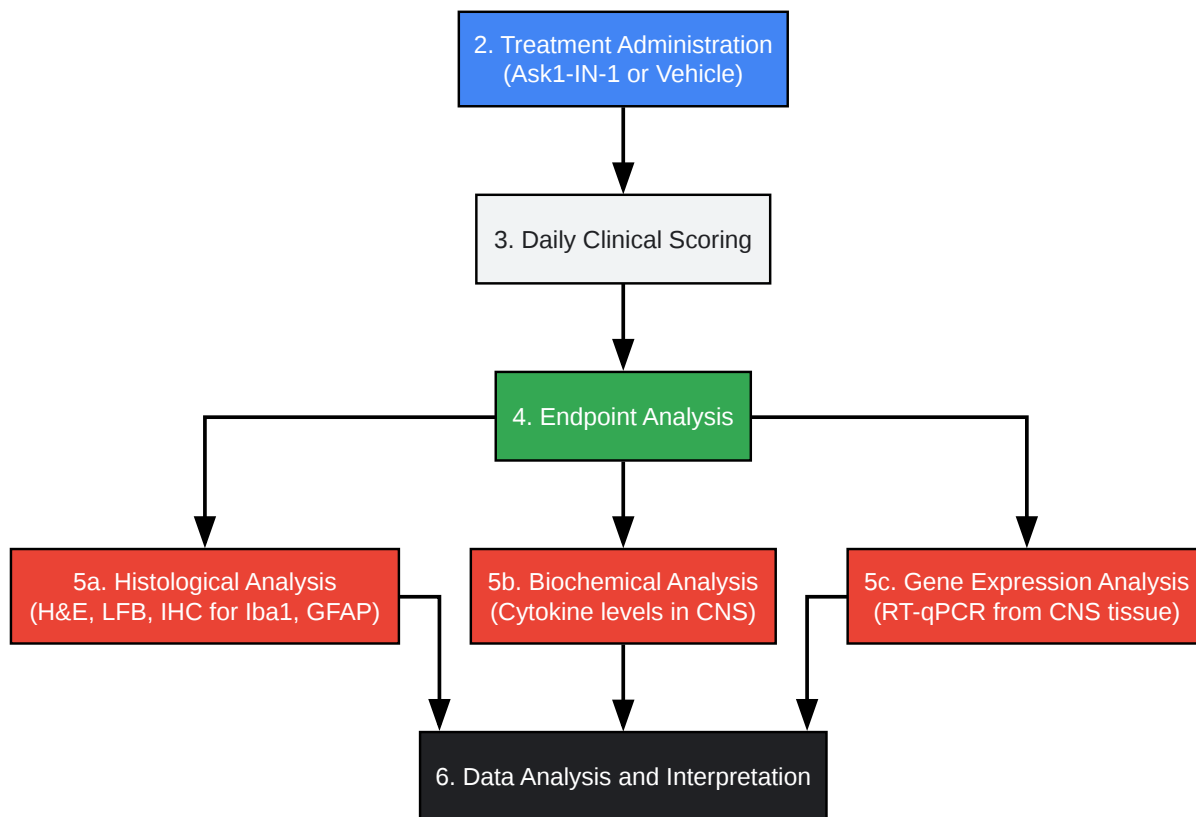 2. Treatment Administration
(Ask1-IN-1 or Vehicle)
3. Daily Clinical Scoring
4. Endpoint Analysis
5a. Histological Analysis
(H&E, LFB, IHC for Iba1, GFAP)
5b. Biochemical Analysis
(Cytokine levels in CNS)
5c. Gene Expression Analysis
(RT-qPCR from CNS tissue)
6. Data Analysis and Interpretation